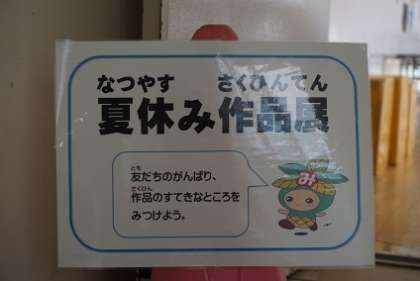 なつやす さくひんてん
夏休み作品展
とも
友だちのがんばり、
さくひん
作品のすてきなところを
みつけよう。
み